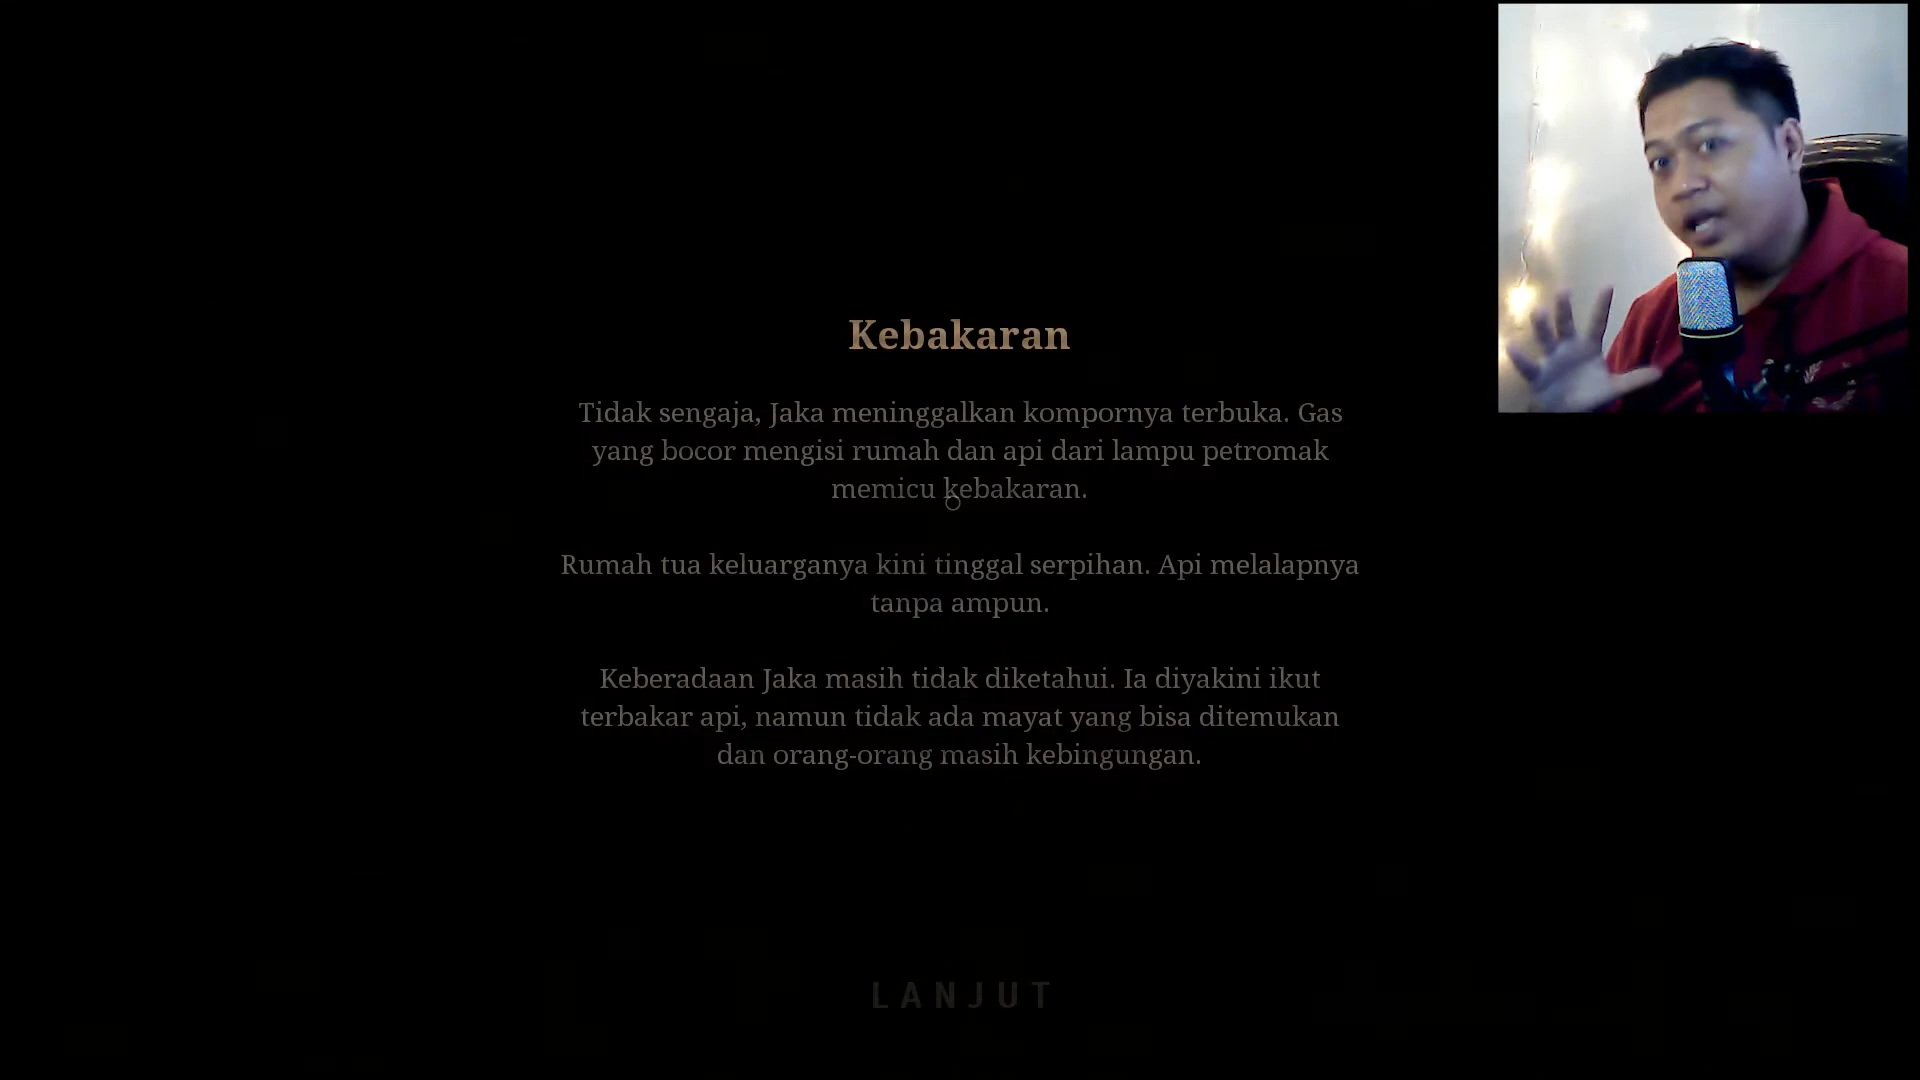 Kebakaran
Tidak sengaja, Jaka meninggalkan kompornya terbuka. Gas
yang bocor mengisi rumah dan api dari lampu petromak
memicu kebakaran.
Rumah tua keluarganya kini tinggal serpihan. Api melalapnya
tanpa ampun.
Keberadaan Jaka masih tidak diketahui. Ia diyakini ikut
terbakar api, namun tidak ada mayat yang bisa ditemukan
dan orang-orang masih kebingungan.
LANJUT